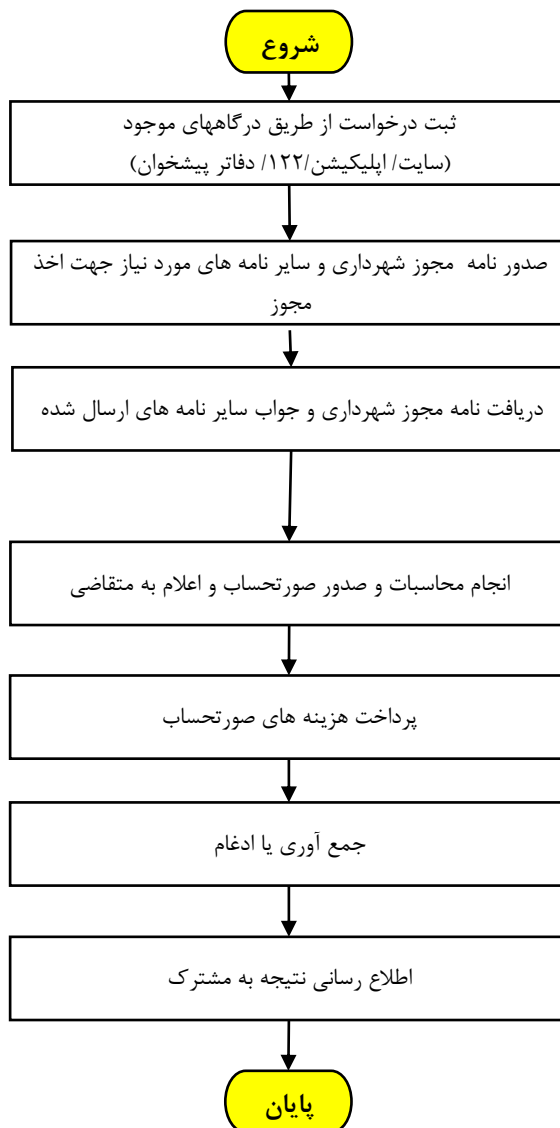 شروع
ثبت درخواست از طریق درگاههای موجود
(سایت/ اپلیکیشن/۱۲۲/ دفاتر پیشخوان)
صدور نامه مجوز شهرداری و سایر نامه های مورد نیاز جهت اخذ
مجوز
دریافت نامه مجوز شهرداری و جواب سایر نامه های ارسال شده
انجام محاسبات و صدور صورتحساب و اعلام به متقاضی
پرداخت هزینه های صورتحساب
جمع آوری یا ادغام
اطلاع رسانی نتیجه به مشترک
پایان